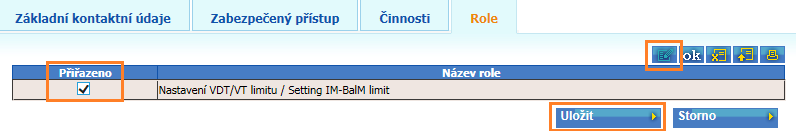 Základní kontaktní údaje Zabezpečený přístup Činnosti Role
ok
Přiřazeno Název role
Nastavení VDT/VT limitu / Setting IM-BalM limit
Uložit Storno